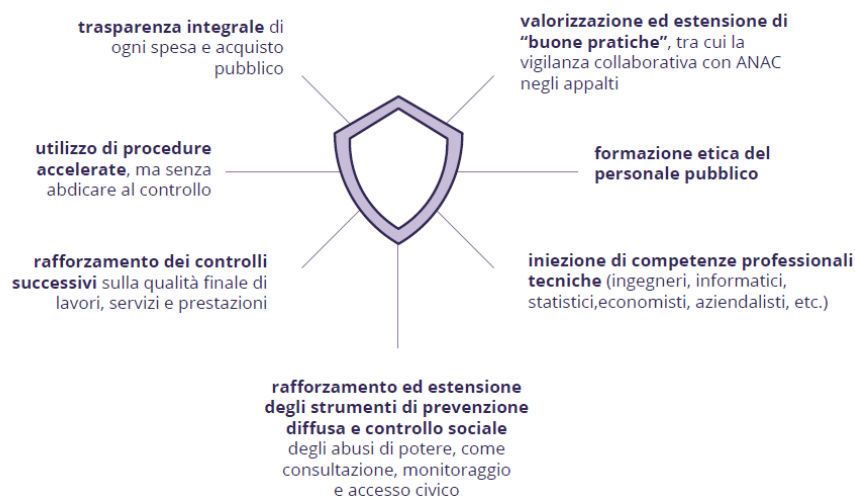 trasparenza integrale di
ogni spesa e acquisto
pubblico
valorizzazione ed estensione di
“buone pratiche”, tra cui la
vigilanza collaborativa con ANAC
negli appalti
utilizzo di procedure
accelerate, ma senza
abdicare al controllo
formazione etica del
personale pubblico
rafforzamento dei controlli
successivi sulla qualità finale di
lavori, servizi e prestazioni
iniezione di competenze professionali
tecniche (ingegneri, informatici,
statistici,economisti, aziendalisti, etc.)
rafforzamento ed estensione
degli strumenti di prevenzione
diffusa e controllo sociale
degli abusi di potere, come
consultazione, monitoraggio
e accesso civico